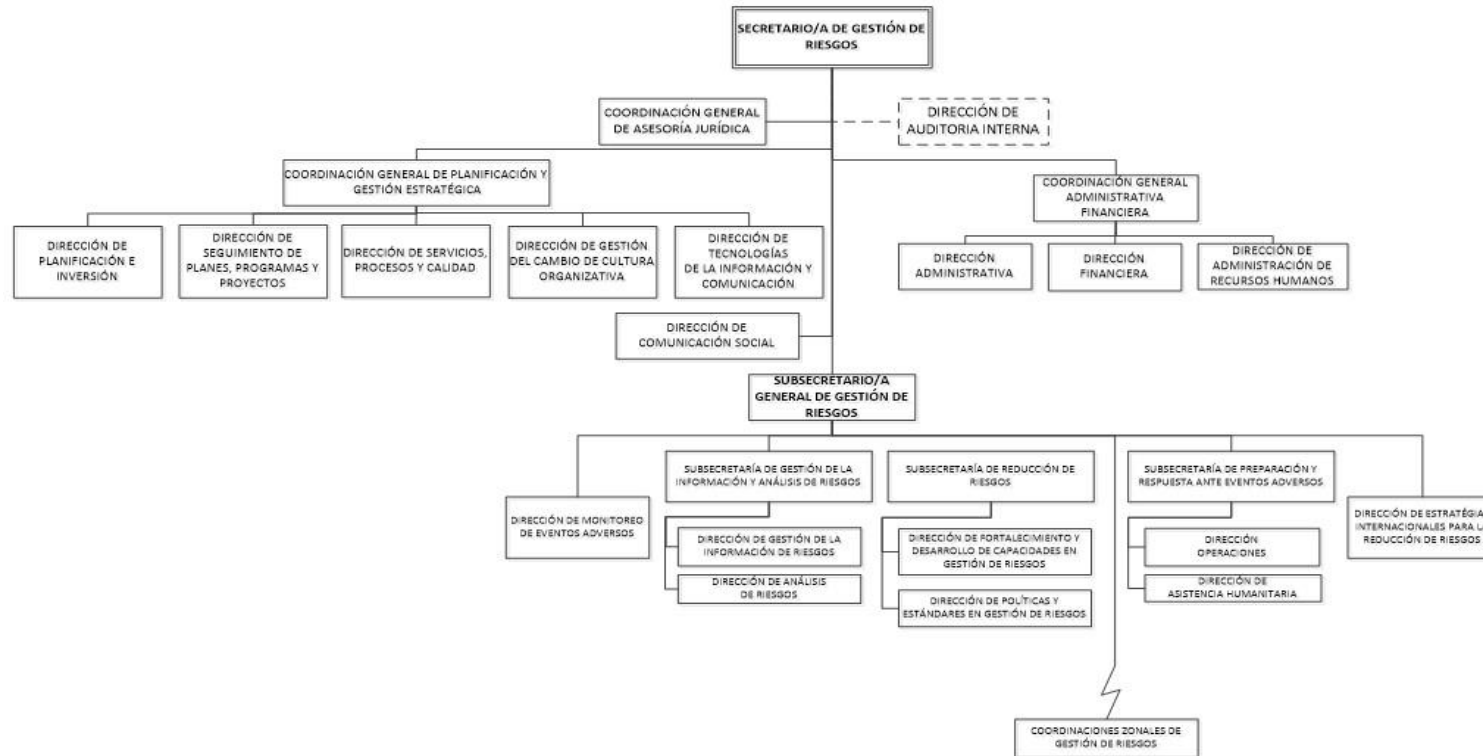 SECRETARIO/A DE GESTIÓN DE
RIESGOS
COORDINACIÓN GENERAL
DE ASESORÍA JURÍDICA
DIRECCIÓN DE
AUDITORIA INTERNA
COORDINACIÓN GENERAL DE PLANIFICACIÓN Y
GESTIÓN ESTRATÉGICA
COORDINACIÓN GENERAL
ADMINISTRATIVA
FINANCIERA
DIRECCIÓN DE
PLANIFICACIÓN E
INVERSIÓN
DIRECCIÓN DE
SEGUIMIENTO DE
PLANES, PROGRAMAS Y
PROYECTOS
DIRECCIÓN DE SERVICIOS,
PROCESOS Y CALIDAD
DIRECCIÓN DE GESTIÓN
DEL CAMBIO DE CULTURA
ORGANIZATIVA
DIRECCIÓN DE
TECNOLOGÍAS
DE LA INFORMACIÓN Y
COMUNICACIÓN
DIRECCIÓN
ADMINISTRATIVA
DIRECCIÓN
FINANCIERA
DIRECCIÓN DE
ADMINISTRACIÓN DE
RECURSOS HUMANOS
DIRECCIÓN DE
COMUNICACIÓN SOCIAL
SUBSECRETARIO/A
GENERAL DE GESTIÓN DE
RIESGOS
DIRECCIÓN DE MONITOREO
DE EVENTOS ADVERSOS
SUBSECRETARÍA DE GESTIÓN DE LA
INFORMACIÓN Y ANÁLISIS DE RIESGOS
DIRECCIÓN DE GESTIÓN DE LA
INFORMACIÓN DE RIESGOS
DIRECCIÓN DE ANÁLISIS
DE RIESGOS
SUBSECRETARÍA DE REDUCCIÓN DE
RIESGOS
DIRECCIÓN DE FORTALECIMIENTO Y
DESARROLLO DE CAPACIDADES EN
GESTIÓN DE RIESGOS
DIRECCIÓN DE POLÍTICAS Y
ESTÁNDARES EN GESTIÓN DE RIESGOS
SUBSECRETARÍA DE PREPARACIÓN Y
RESPUESTA ANTE EVENTOS ADVERSOS
DIRECCIÓN
OPERACIONES
DIRECCIÓN DE
ASISTENCIA HUMANITARIA
DIRECCIÓN DE ESTRATÉGIA
INTERNACIONALES PARA L
REDUCCIÓN DE RIESGOS
COORDINACIONES ZONALES DE
GESTIÓN DE RIESGOS